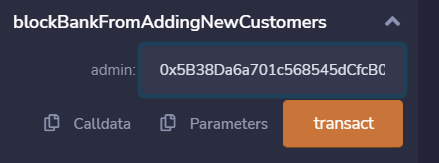 blockBankFromAddingNewCustomers
admin: 0x5B38Da6a701c568545dCfcB0
Calldata Parameters transact